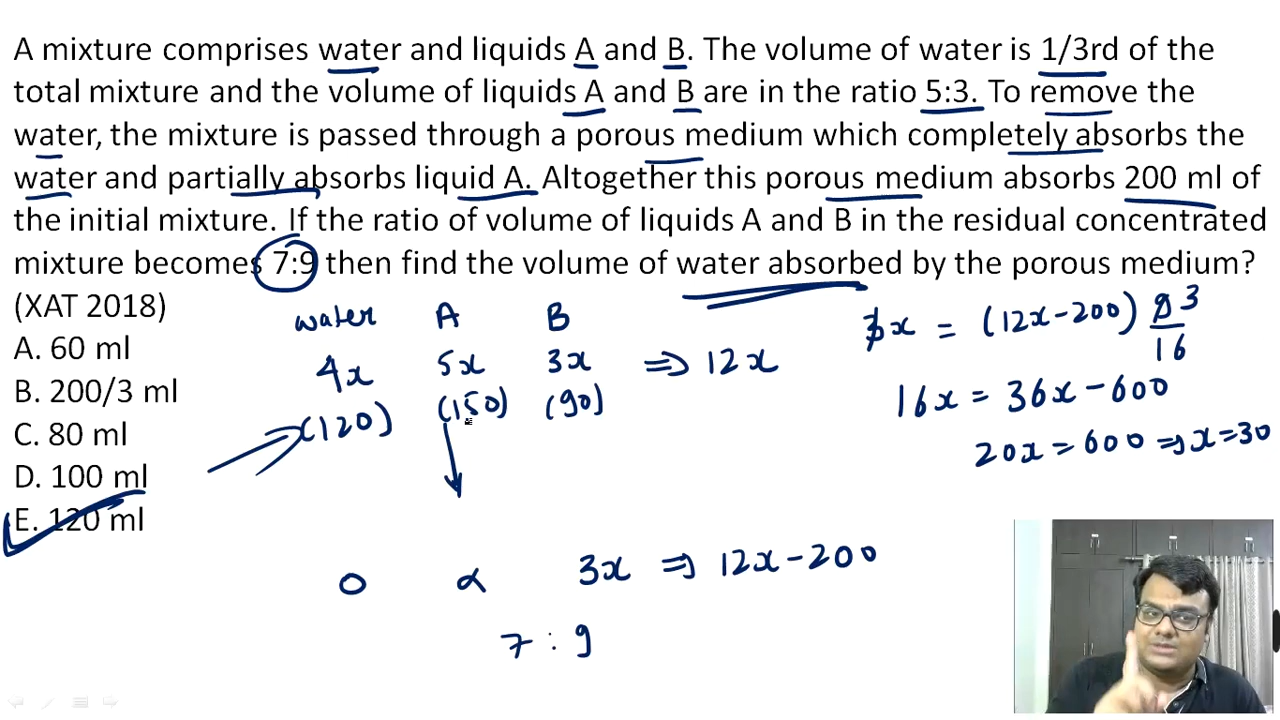 A mixture comprises water and liquids A and B. The volume of water is 1/3rd of the
total mixture and the volume of liquids A and B are in the ratio 5:3. To remove the
water, the mixture is passed through a porous medium which completely absorbs the
water and partially absorbs liquid A. Altogether this porous medium absorbs 200 ml of
the initial mixture. If the ratio of volume of liquids A and B in the residual concentrated
mixture becomes 7:9 then find the volume of water absorbed by the porous medium?
(XAT 2018)
A. 60 ml
B. 200/3 ml
C. 80 ml
D. 100 ml
E. 120 ml
water A B
4x 5x 3x ⇒ 12x
(120) (150) (90)
0 α 3x ⇒ 12x-200
7 : 9
3x = (12x-200) 9 3
16
16x = 36x - 600
20x = 600 ⇒ x=30